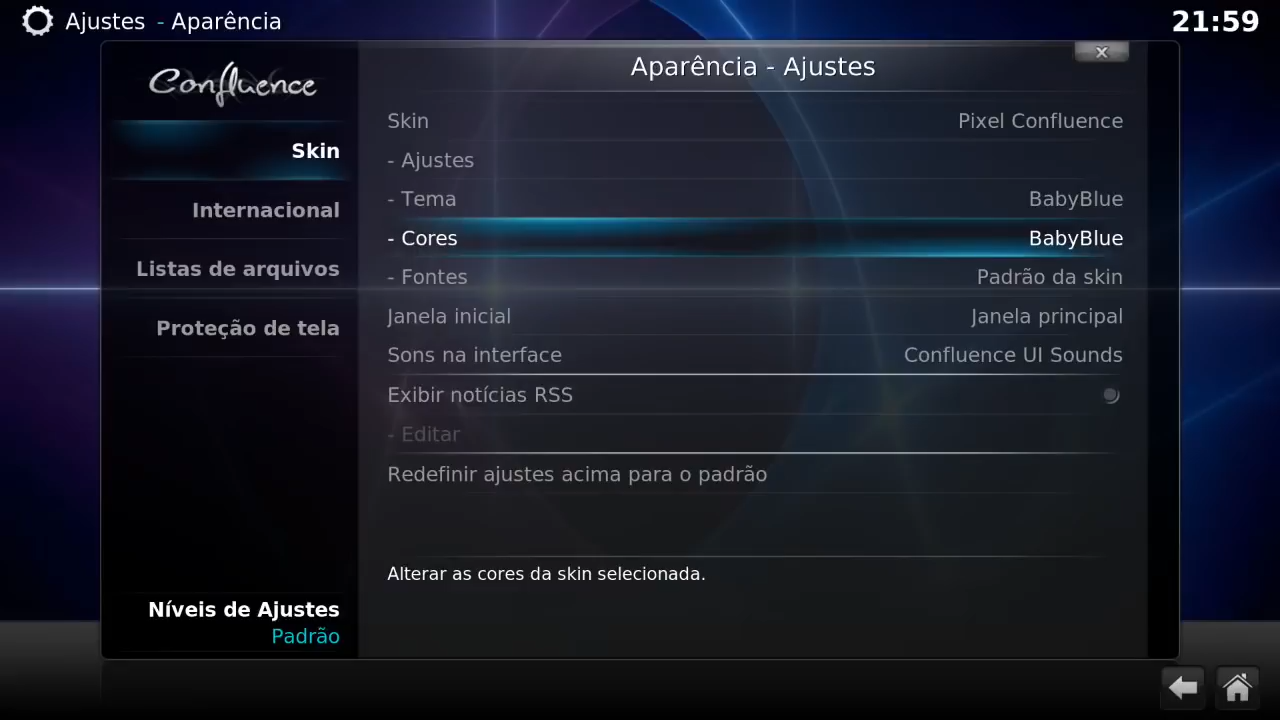 Ajustes - Aparência
21:59
Confluence
Skin
Internacional
Listas de arquivos
Proteção de tela
Níveis de Ajustes
Padrão
Aparência - Ajustes
x
Skin Pixel Confluence
- Ajustes
- Tema BabyBlue
- Cores BabyBlue
- Fontes Padrão da skin
Janela inicial Janela principal
Sons na interface Confluence UI Sounds
Exibir notícias RSS
- Editar
Redefinir ajustes acima para o padrão
Alterar as cores da skin selecionada.